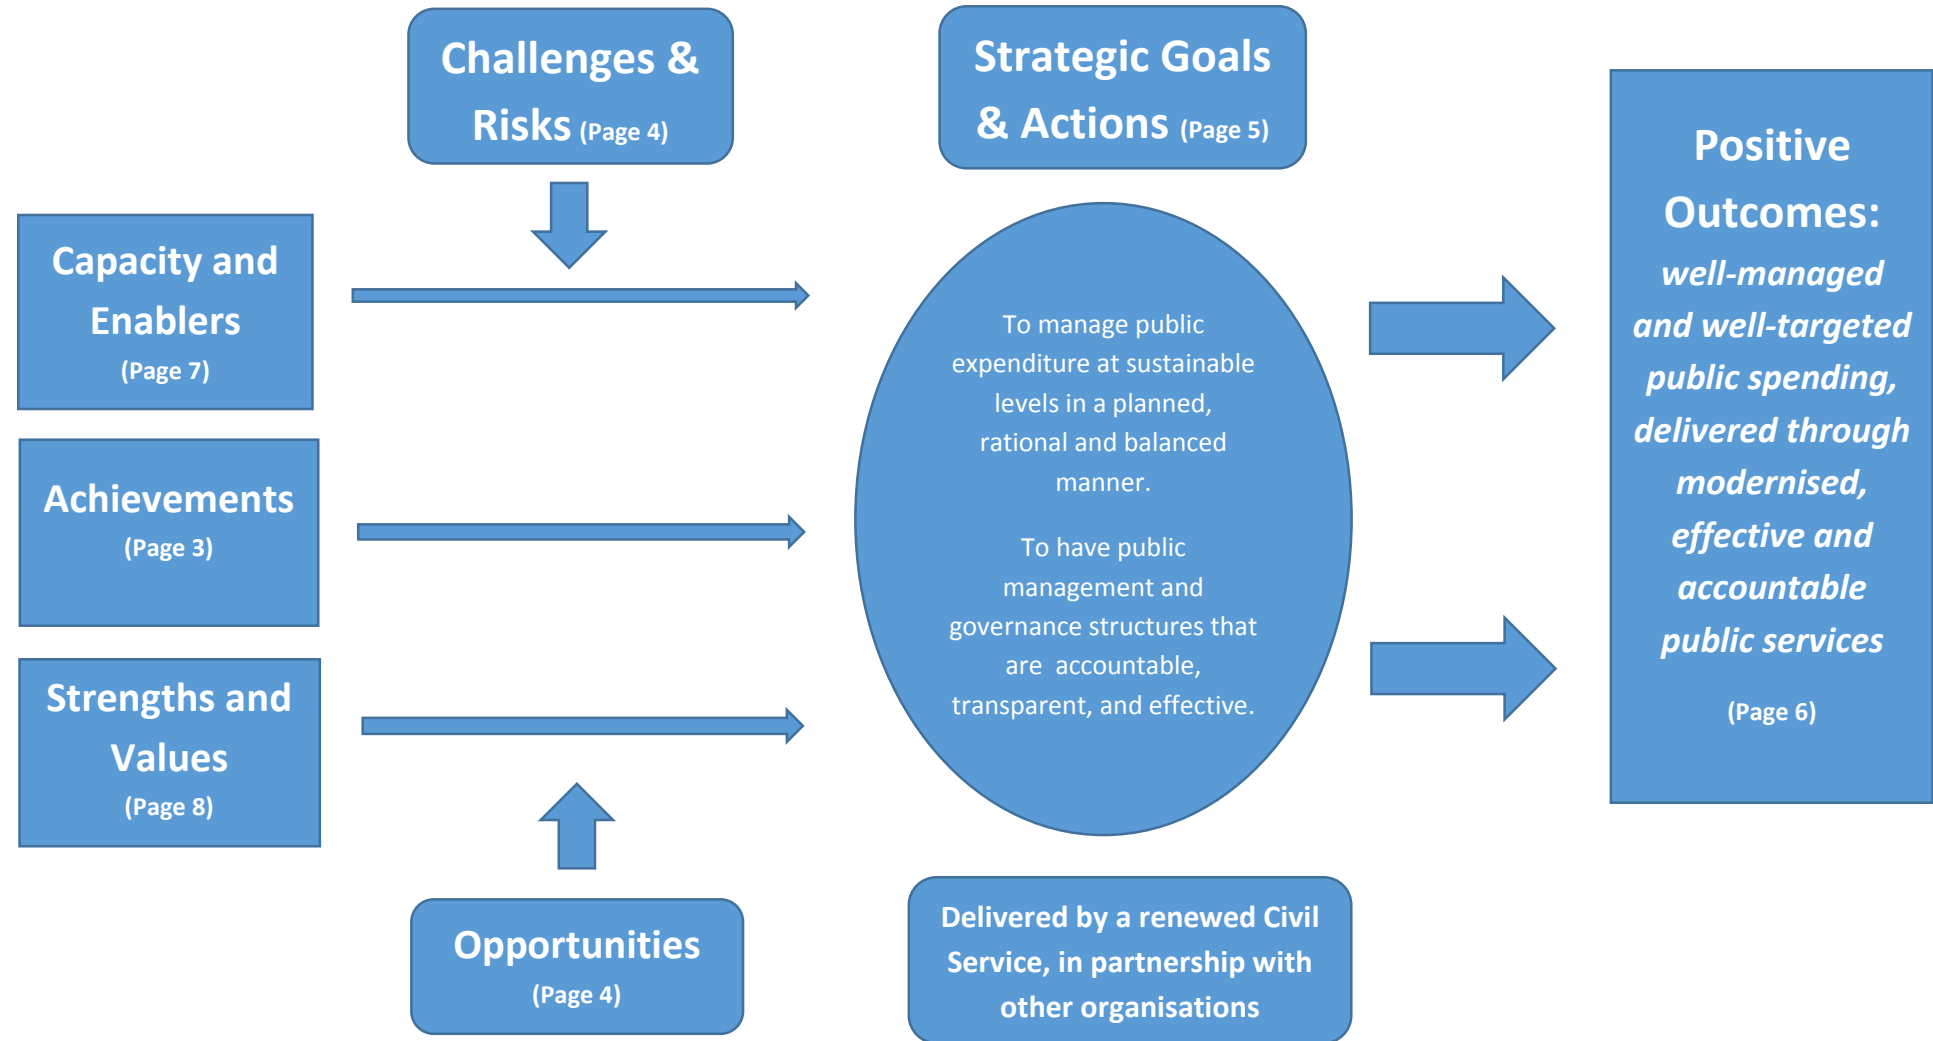 Challenges &
Risks (Page 4)
Strategic Goals
& Actions (Page 5)
Capacity and
Enablers
(Page 7)
Achievements
(Page 3)
Strengths and
Values
(Page 8)
Opportunities
(Page 4)
To manage public
expenditure at sustainable
levels in a planned,
rational and balanced
manner.
To have public
management and
governance structures that
are accountable,
transparent, and effective.
Delivered by a renewed Civil
Service, in partnership with
other organisations
Positive
Outcomes:
well-managed
and well-targeted
public spending,
delivered through
modernised,
effective and
accountable
public services
(Page 6)